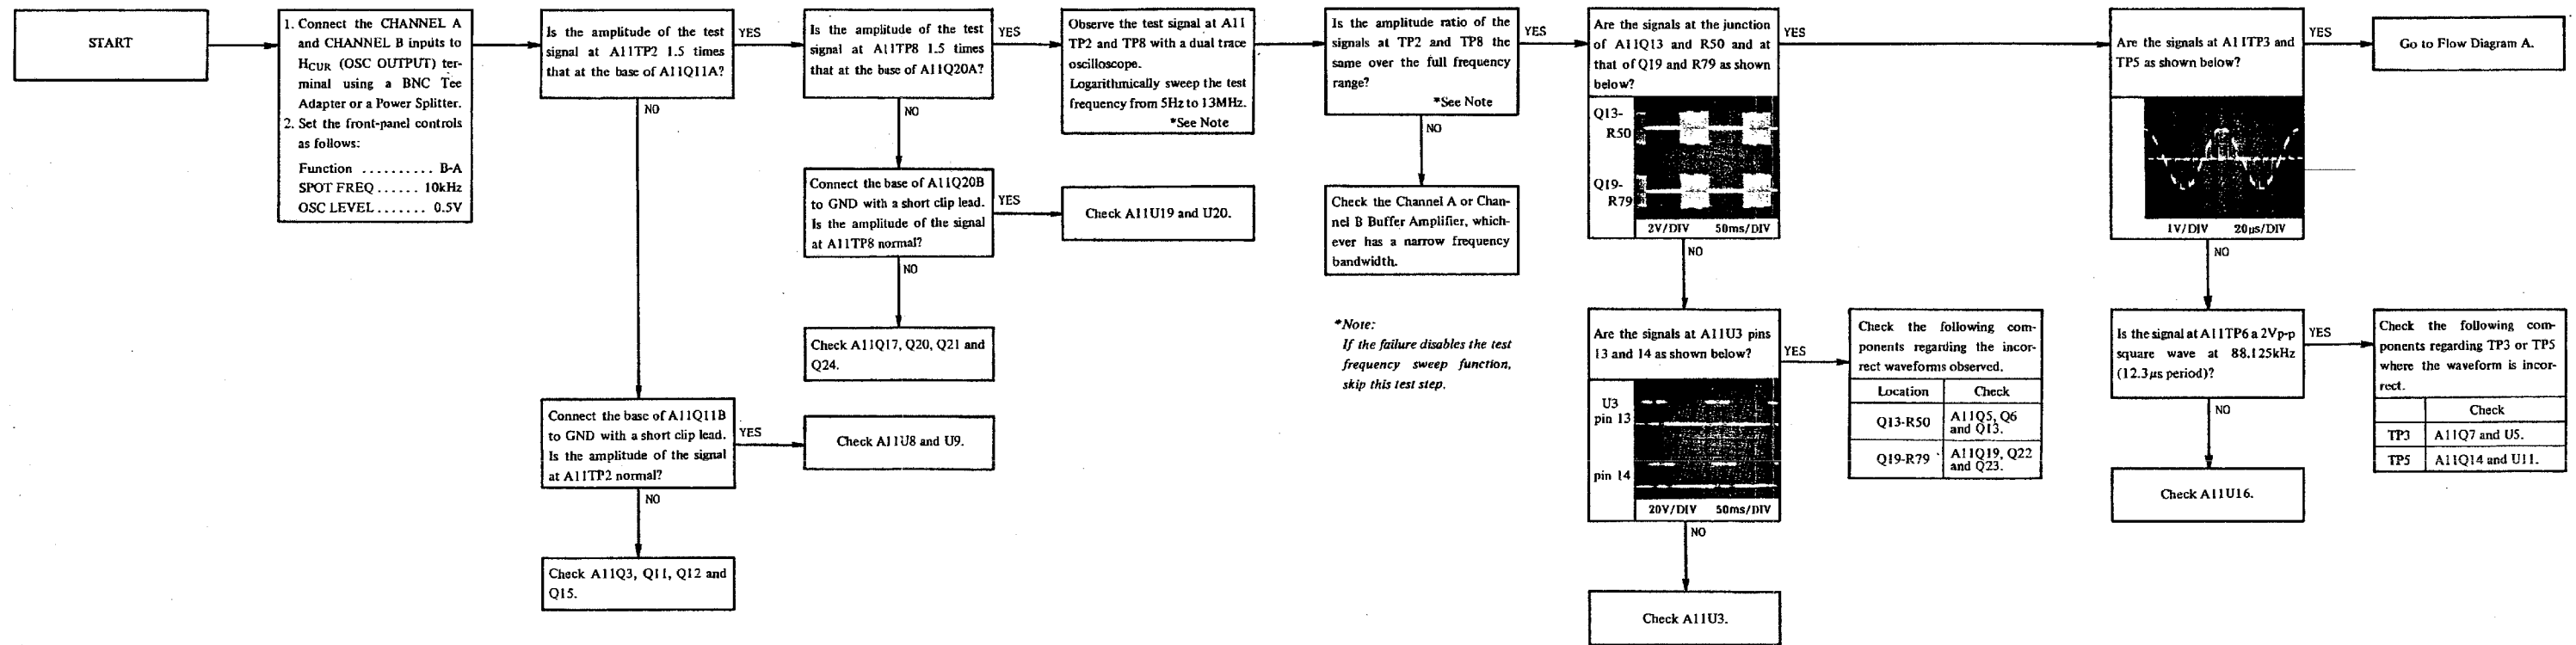 START
1. Connect the CHANNEL A
and CHANNEL B inputs to
HCUR (OSC OUTPUT) ter-
minal using a BNC Tee
Adapter or a Power Splitter.
2. Set the front-panel controls
as follows:
Function .......... B-A
SPOT FREQ ...... 10kHz
OSC LEVEL ....... 0.5V
Is the amplitude of the test
signal at A11TP2 1.5 times
that at the base of A11Q11A?
YES
NO
Connect the base of A11Q11B
to GND with a short clip lead.
Is the amplitude of the signal
at A11TP2 normal?
YES
Check A11U8 and U9.
NO
Check A11Q3, Q11, Q12 and
Q15.
Is the amplitude of the test
signal at A11TP8 1.5 times
that at the base of A11Q20A?
YES
NO
Connect the base of A11Q20B
to GND with a short clip lead.
Is the amplitude of the signal
at A11TP8 normal?
YES
Check A11U19 and U20.
NO
Check A11Q17, Q20, Q21 and
Q24.
Observe the test signal at A11
TP2 and TP8 with a dual trace
oscilloscope.
Logarithmically sweep the test
frequency from 5Hz to 13MHz.
*See Note
Is the amplitude ratio of the
signals at TP2 and TP8 the
same over the full frequency
range?
*See Note
YES
NO
Check the Channel A or Chan-
nel B Buffer Amplifier, which-
ever has a narrow frequency
bandwidth.
*Note:
If the failure disables the test
frequency sweep function,
skip this test step.
Are the signals at the junction
of A11Q13 and R50 and at
that of Q19 and R79 as shown
below?
Q13-
R50
Q19-
R79
2V/DIV 50ms/DIV
YES
NO
Are the signals at A11U3 pins
13 and 14 as shown below?
U3
pin 13
pin 14
20V/DIV 50ms/DIV
YES
NO
Check A11U3.
Check the following com-
ponents regarding the incor-
rect waveforms observed.
Location Check
Q13-R50 A11Q5, Q6
and Q13.
Q19-R79 A11Q19, Q22
and Q23.
Are the signals at A11TP3 and
TP5 as shown below?
1V/DIV 20µs/DIV
YES
Go to Flow Diagram A.
NO
Is the signal at A11TP6 a 2Vp-p
square wave at 88.125kHz
(12.3µs period)?
YES
NO
Check A11U16.
Check the following com-
ponents regarding TP3 or TP5
where the waveform is incor-
rect.
Check
TP3 A11Q7 and U5.
TP5 A11Q14 and U11.